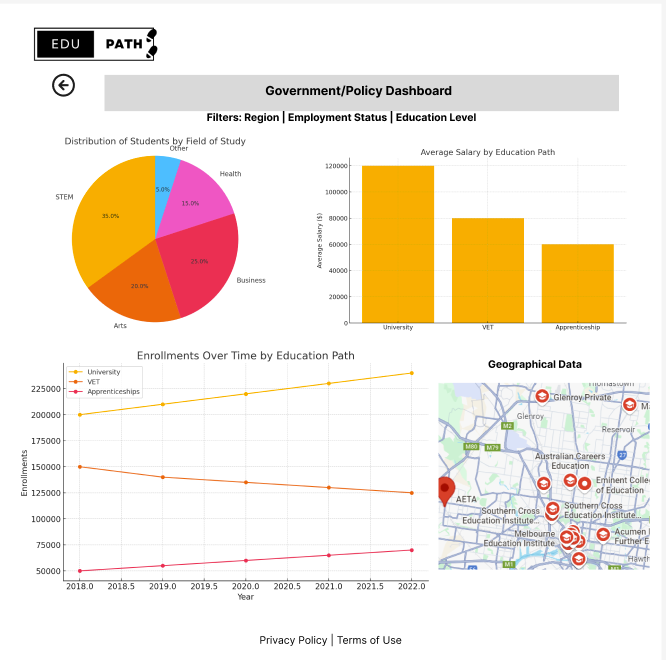 EDU PATH
Government/Policy Dashboard
Filters: Region | Employment Status | Education Level
Distribution of Students by Field of Study
Other
Health
STEM
5.0%
15.0%
35.0%
25.0%
20.0%
Business
Arts
Average Salary by Education Path
Average Salary ($)
120000
100000
80000
60000
40000
20000
0
University VET Apprenticeship
Enrollments Over Time by Education Path
University
VET
Apprenticeships
Enrollments
225000
200000
175000
150000
125000
100000
75000
50000
2018.0 2018.5 2019.0 2019.5 2020.0 2020.5 2021.0 2021.5 2022.0
Year
Geographical Data
Thomastown
Glenroy Private
M
Glenroy
M2
Reservoir
M80 M79
27
Australian Careers
Education
Eminent Colle
of Education
AETA
Southern Cross
Education Institute...
Southern Cross
Education Institute...
Melbourne
Education Institute
Acumen
Further E
Hawth
M1
M1
Privacy Policy | Terms of Use